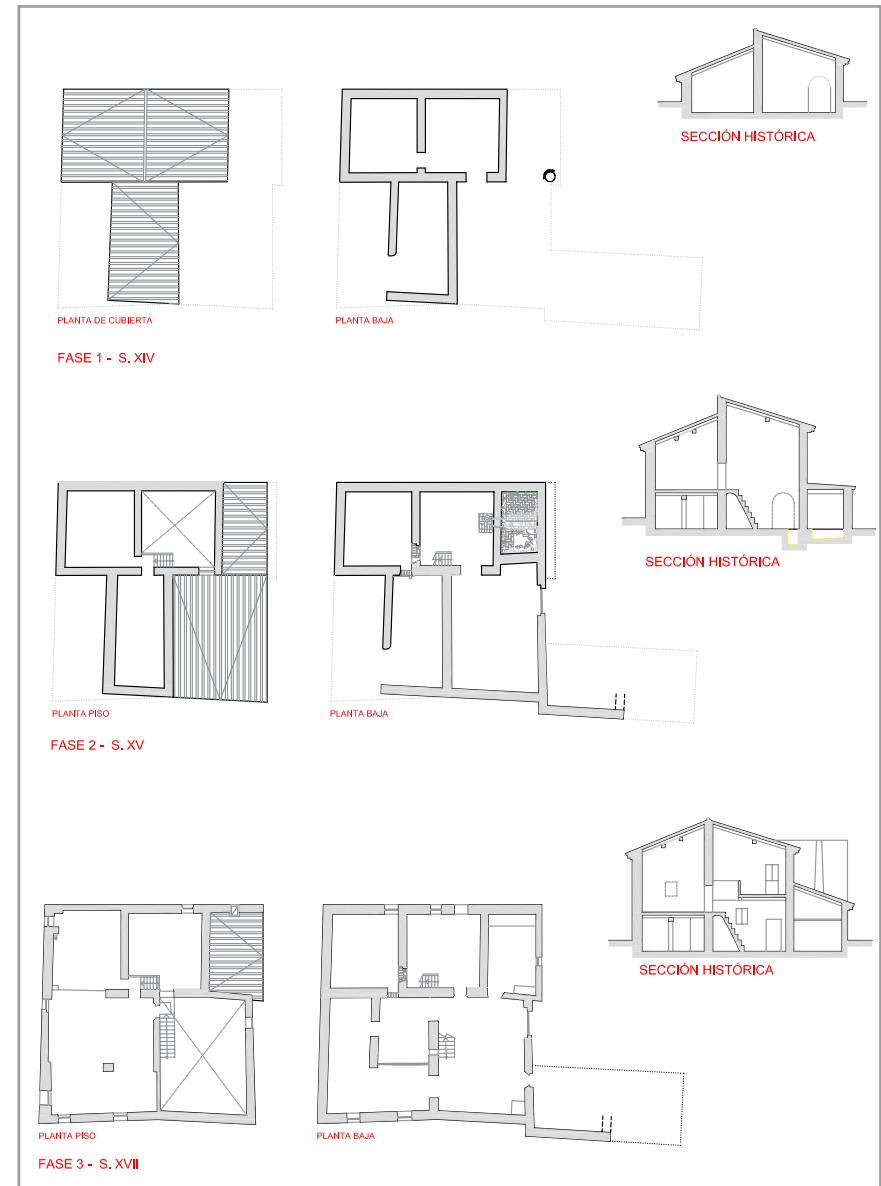 SECCIÓN HISTÓRICA
PLANTA DE CUBIERTA
PLANTA BAJA
FASE 1 - S. XIV
SECCIÓN HISTÓRICA
PLANTA PISO
PLANTA BAJA
FASE 2 - S. XV
SECCIÓN HISTÓRICA
PLANTA PISO
PLANTA BAJA
FASE 3 - S. XVII